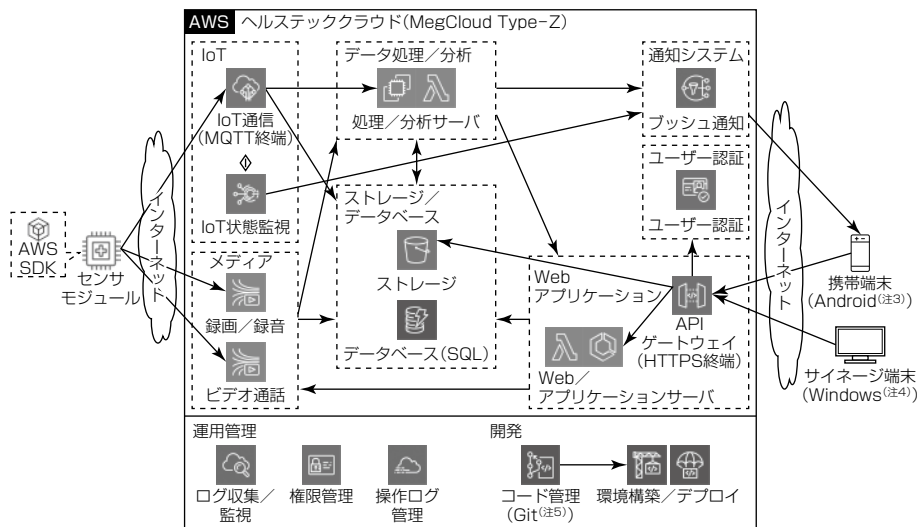 AWS ヘルステッククラウド(MegCloud Type-Z)
IoT
IoT通信
(MQTT終端)
IoT状態監視
データ処理／分析
処理／分析サーバ
通知システム
プッシュ通知
ユーザー認証
ユーザー認証
ストレージ／
データベース
ストレージ
データベース(SQL)
メディア
録画／録音
ビデオ通話
Web
アプリケーション
API
ゲートウェイ
(HTTPS終端)
Web／
アプリケーションサーバ
AWS
SDK
センサ
モジュール
インターネット
インターネット
携帯端末
(Android(注3))
サイネージ端末
(Windows(注4))
運用管理
ログ収集／
監視
権限管理
操作ログ
管理
開発
コード管理
(Git(注5))
環境構築／デプロイ